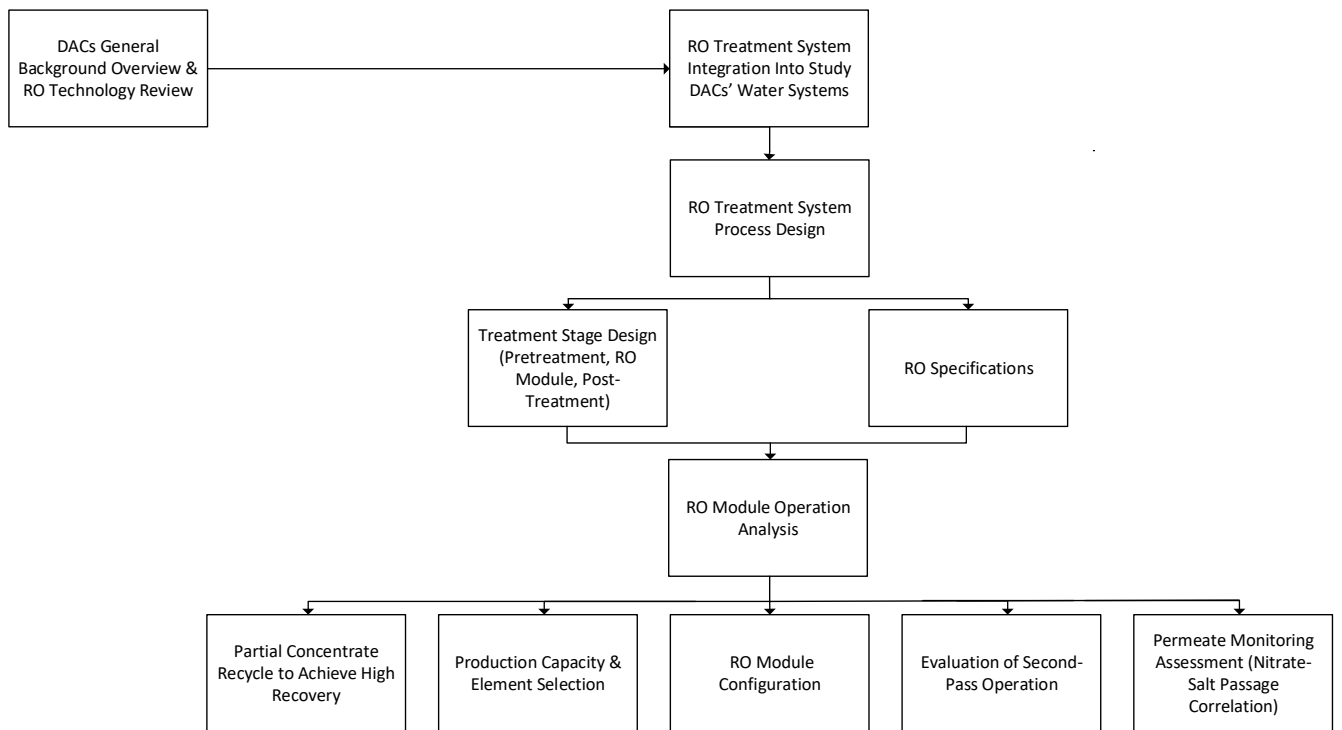 DACs General
Background Overview &
RO Technology Review
RO Treatment System
Integration Into Study
DACs’ Water Systems
RO Treatment System
Process Design
Treatment Stage Design
(Pretreatment, RO
Module, Post-
Treatment)
RO Specifications
RO Module Operation
Analysis
Partial Concentrate
Recycle to Achieve High
Recovery
Production Capacity &
Element Selection
RO Module
Configuration
Evaluation of Second-
Pass Operation
Permeate Monitoring
Assessment (Nitrate-
Salt Passage
Correlation)